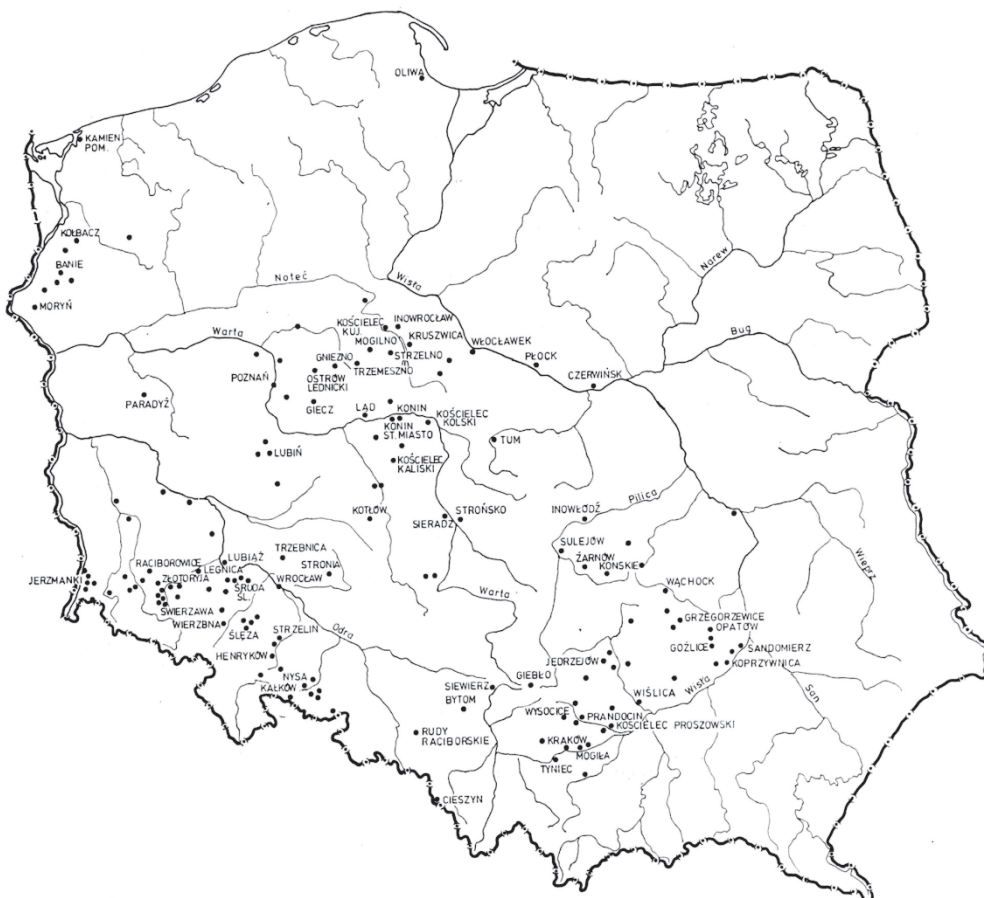 OLIWA
KAMIEN
POM.
KOŁBACZ
BANIE
MORYŃ
Noteć
Wisła
Narew
Bug
Warta
KOŚCIELEC
KUJ.
INOWROCŁAW
KRUSZWICA
MOGILNO
STRZELNO
GNIEZNO
TRZEMESZNO
OSTRÓW
LEDNICKI
POZNAŃ
GIECZ
WŁOCŁAWEK
PŁOCK
CZERWIŃSK
PARADYŻ
LĄD
KONIN
KONIN
ST. MIASTO
KOŚCIELEC
KOLSKI
KOŚCIELEC
KALISKI
TUM
LUBIŃ
KOTŁÓW
SIERADZ
STROŃSKO
INOWŁÓDŹ
Pilica
SULEJÓW
ŻARNÓW
KOŃSKIE
Wieprz
RACIBOROWICE
LUBIĄŻ
LEGNICA
TRZEBNICA
STRONIA
JERZMANKI
ZŁOTORYJA
ŚRODA
ŚL.
WROCŁAW
ŚWIERZAWA
WIERZBNA
ŚLĘŻA
STRZELIN
Odra
Warta
HENRYKÓW
NYSA
KAŁKÓW
WĄCHOCK
GRZEGORZEWICE
OPATÓW
GOŹLICE
SANDOMIERZ
KOPRZYWNICA
JĘDRZEJÓW
GIEBŁO
SIEWIERZ
BYTOM
WIŚLICA
Wisła
San
WYSOCICE
PRANDOCIN
KOŚCIELEC PROSZOWSKI
RUDY
RACIBORSKIE
KRAKÓW
MOGIŁA
TYNIEC
CIESZYN